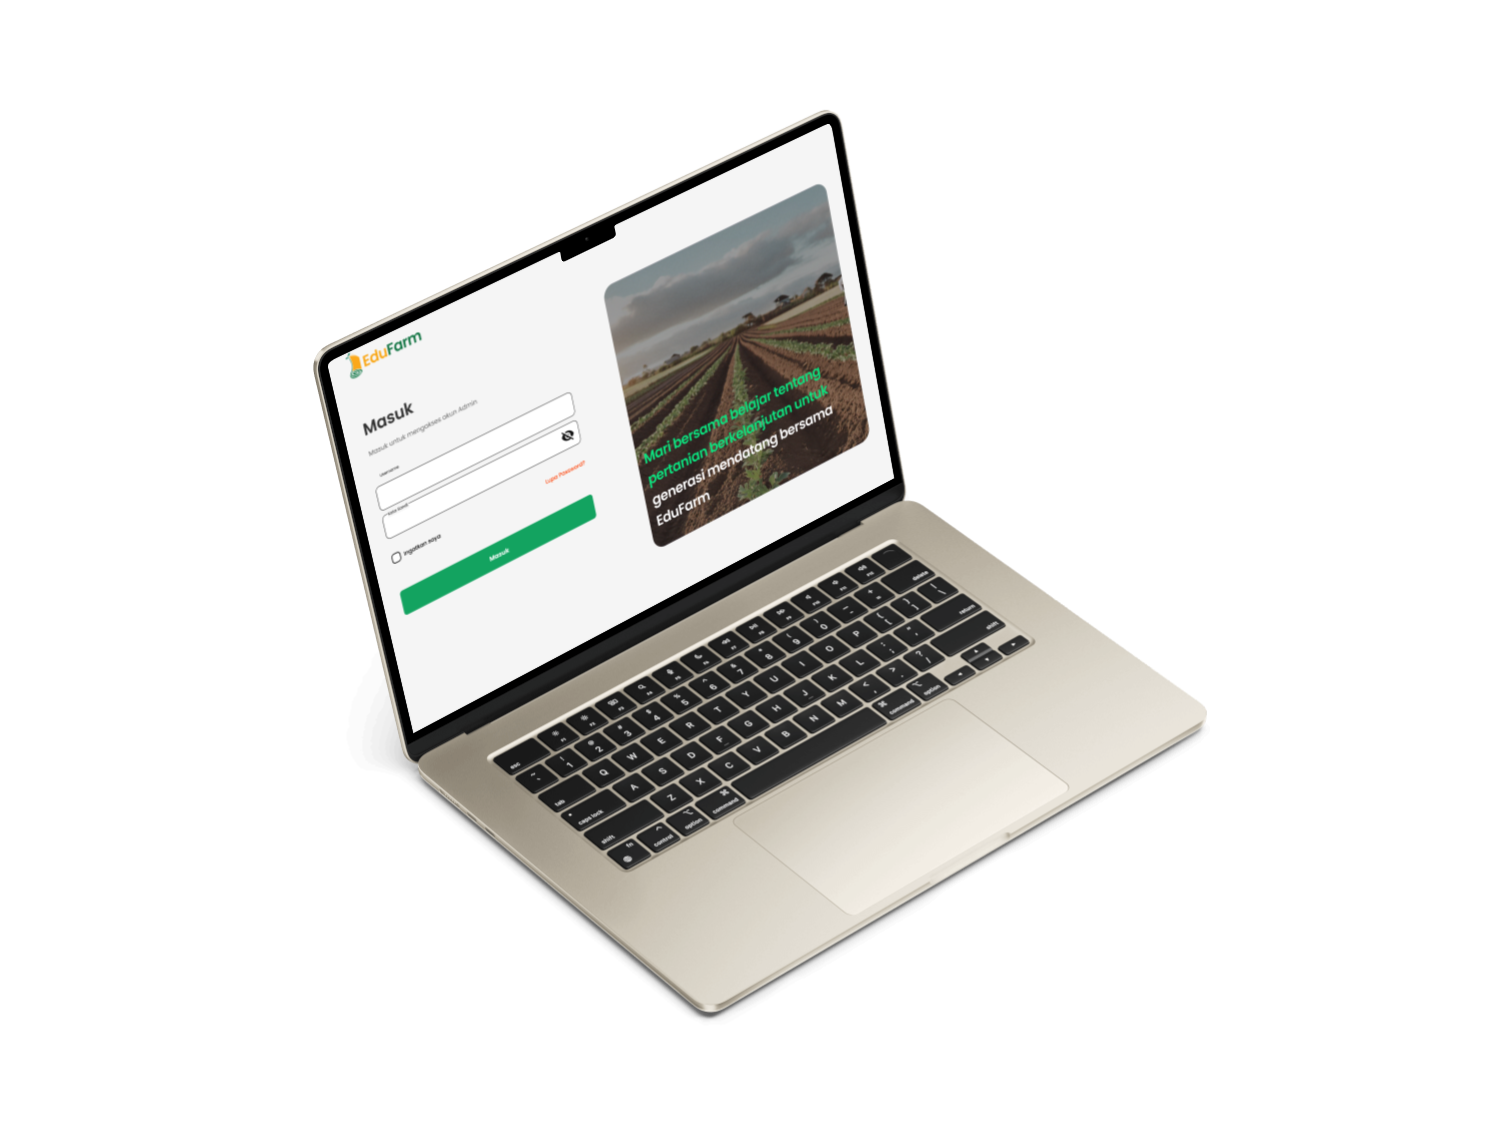 EduFarm
Masuk
Masuk untuk mengakses akun Admin
Username
Kata Sandi
Lupa Password?
Ingatkan saya
Masuk
Mari bersama belajar tentang
pertanian berkelanjutan untuk
generasi mendatang bersama
EduFarm
esc
delete
tab
Q W E R T Y U I O P
caps lock
A S D F G H J K L
return
shift
Z X C V B N M
shift
fn
control
option
command
command
option